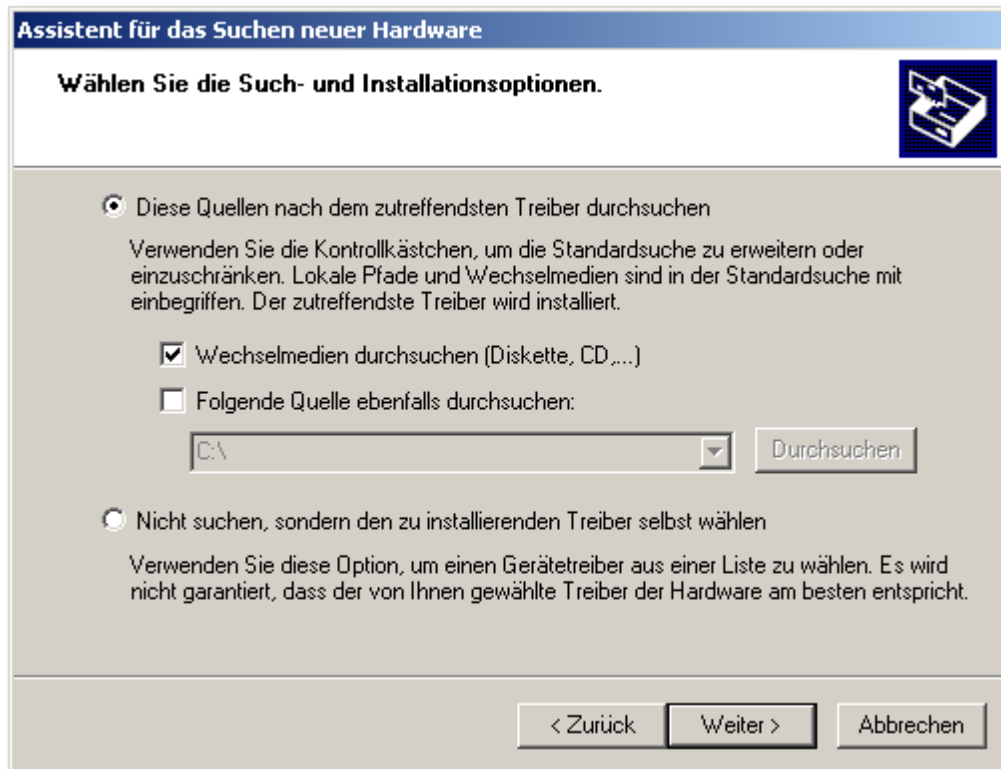 Assistent für das Suchen neuer Hardware
Wählen Sie die Such- und Installationsoptionen.
Diese Quellen nach dem zutreffendsten Treiber durchsuchen
Verwenden Sie die Kontrollkästchen, um die Standardsuche zu erweitern oder
einzuschränken. Lokale Pfade und Wechselmedien sind in der Standardsuche mit
einbegriffen. Der zutreffendste Treiber wird installiert.
Wechselmedien durchsuchen (Diskette, CD,...)
Folgende Quelle ebenfalls durchsuchen:
C:\ Durchsuchen
Nicht suchen, sondern den zu installierenden Treiber selbst wählen
Verwenden Sie diese Option, um einen Gerätetreiber aus einer Liste zu wählen. Es wird
nicht garantiert, dass der von Ihnen gewählte Treiber der Hardware am besten entspricht.
< Zurück Weiter > Abbrechen